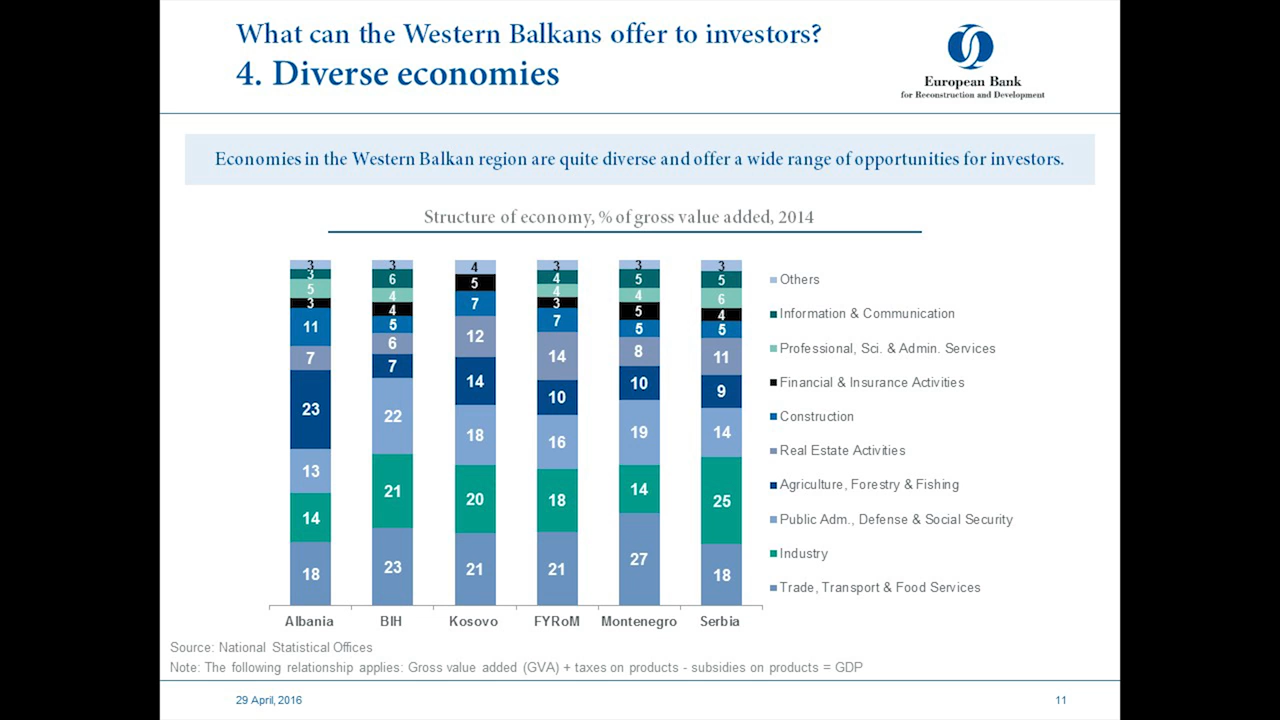 What can the Western Balkans offer to investors?
4. Diverse economies
European Bank
for Reconstruction and Development
Economies in the Western Balkan region are quite diverse and offer a wide range of opportunities for investors.
Structure of economy, % of gross value added, 2014
3 3 4 3 3 3
3 6 4 5 5
5 4 4 4 6
3 4 5 3 5 4
11 5 7 7 5 5
7 6 12 14 8 11
23 7 14 10 10 9
13 22 18 16 19 14
14 21 20 18 14 25
18 23 21 21 27 18
Others
Information & Communication
Professional, Sci. & Admin. Services
Financial & Insurance Activities
Construction
Real Estate Activities
Agriculture, Forestry & Fishing
Public Adm., Defense & Social Security
Industry
Trade, Transport & Food Services
Albania BIH Kosovo FYRoM Montenegro Serbia
Source: National Statistical Offices
Note: The following relationship applies: Gross value added (GVA) + taxes on products - subsidies on products = GDP
29 April, 2016 11